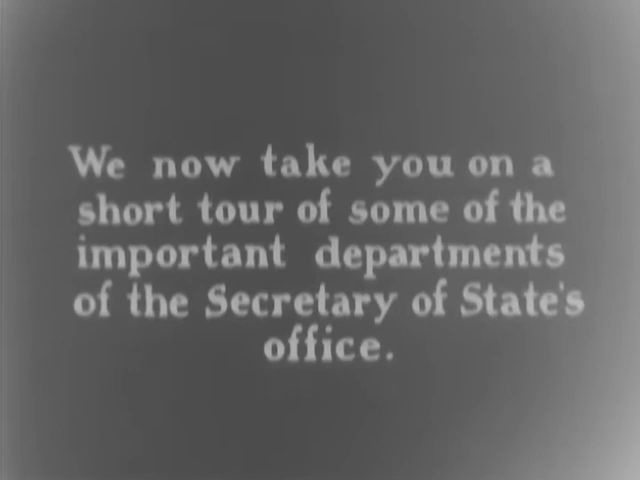 We now take you on a
short tour of some of the
important departments
of the Secretary of State's
office.